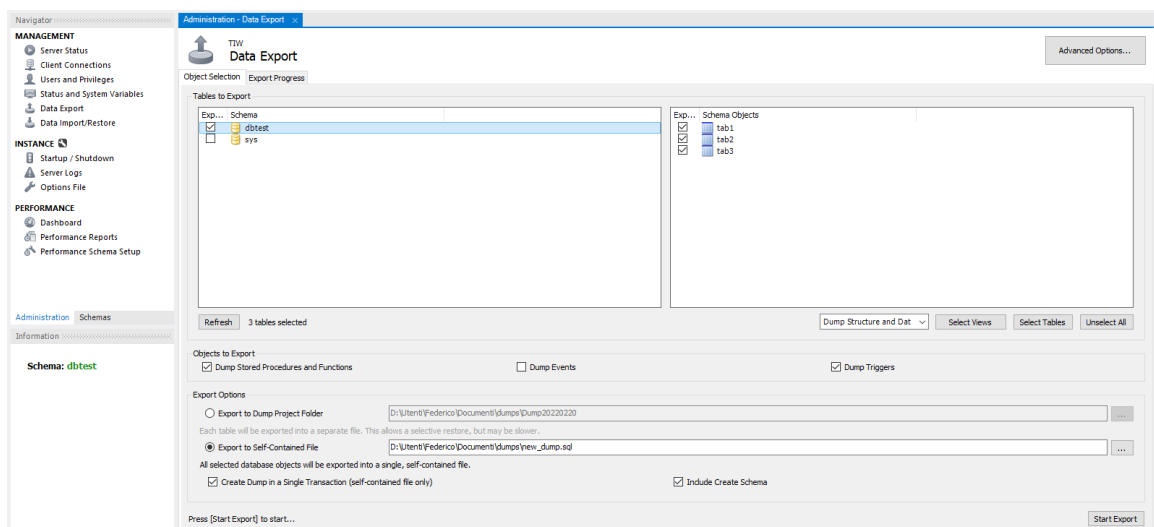 Navigator
MANAGEMENT
Server Status
Client Connections
Users and Privileges
Status and System Variables
Data Export
Data Import/Restore
INSTANCE
Startup / Shutdown
Server Logs
Options File
PERFORMANCE
Dashboard
Performance Reports
Performance Schema Setup
Administration Schemas
Information
Schema: dbtest
Administration - Data Export ×
TIW
Data Export
Advanced Options...
Object Selection Export Progress
Tables to Export
Exp... Schema
dbtest
sys
Exp... Schema Objects
tab1
tab2
tab3
Refresh 3 tables selected
Dump Structure and Dat Select Views Select Tables Unselect All
Objects to Export
Dump Stored Procedures and Functions Dump Events Dump Triggers
Export Options
Export to Dump Project Folder D:\Utenti\Federico\Documenti\dumps\Dump20220220 ...
Each table will be exported into a separate file. This allows a selective restore, but may be slower.
Export to Self-Contained File D:\Utenti\Federico\Documenti\dumps\new_dump.sql ...
All selected database objects will be exported into a single, self-contained file.
Create Dump in a Single Transaction (self-contained file only) Include Create Schema
Press [Start Export] to start... Start Export